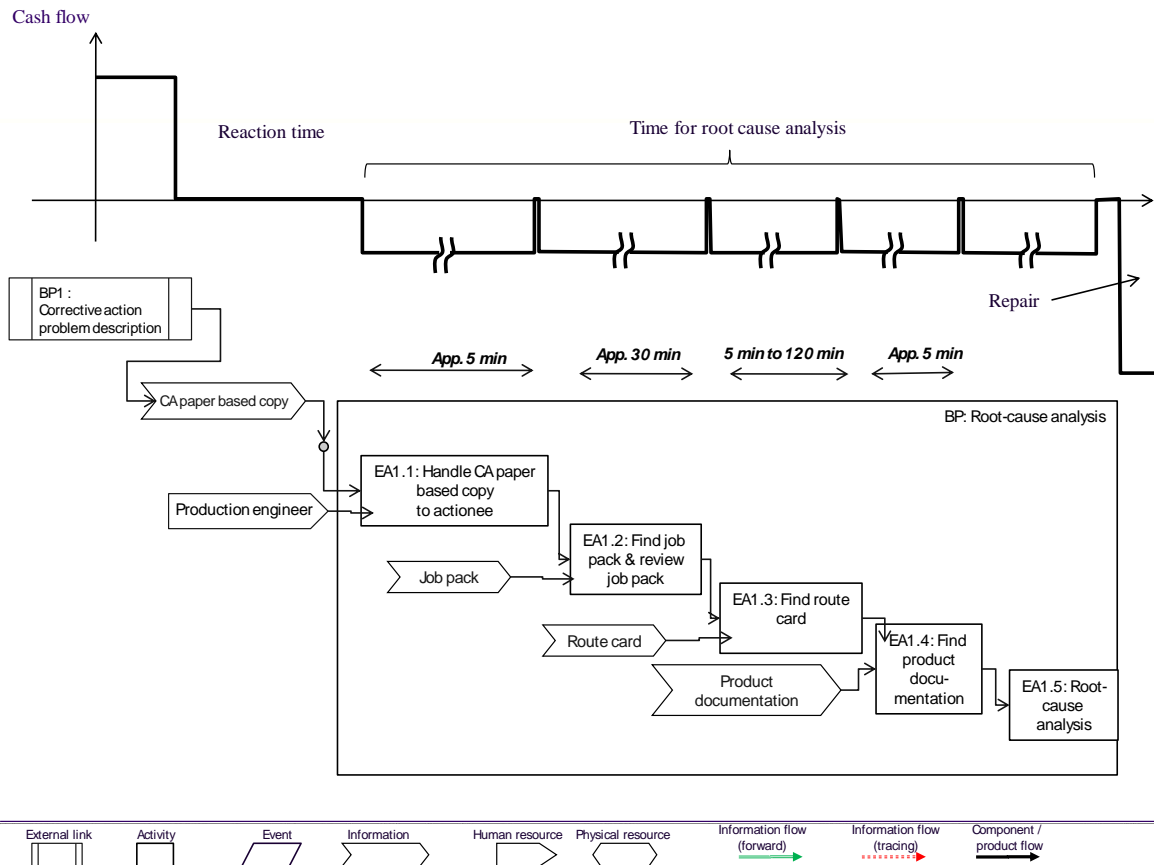 Cash flow
Reaction time
Time for root cause analysis
BP1 :
Corrective action
problem description
Repair
App. 5 min
App. 30 min
5 min to 120 min
App. 5 min
CA paper based copy
BP: Root-cause analysis
EA1.1: Handle CA paper
based copy
to actionee
Production engineer
EA1.2: Find job
pack & review
job pack
Job pack
EA1.3: Find route
card
Route card
EA1.4: Find
product
docu-
mentation
Product
documentation
EA1.5: Root-
cause
analysis
External link
Activity
Event
Information
Human resource
Physical resource
Information flow
(forward)
Information flow
(tracing)
Component /
product flow